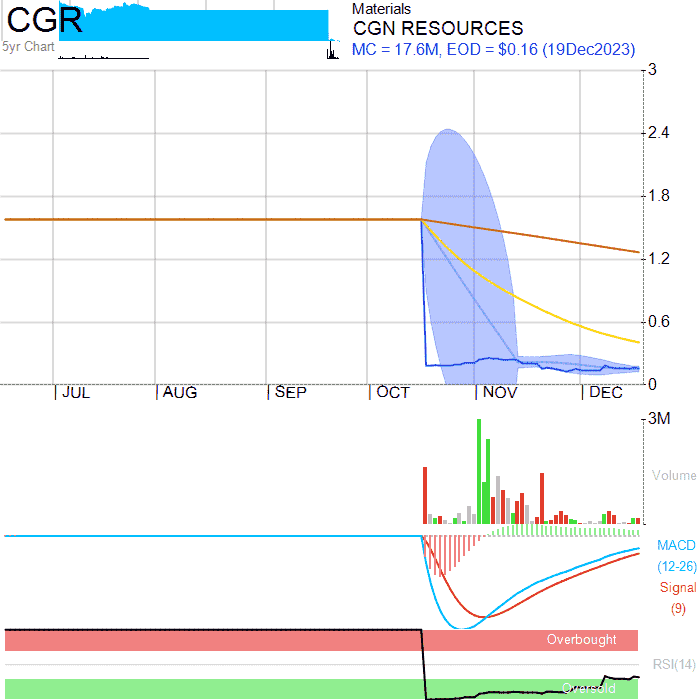 CGR
Materials
CGN RESOURCES
5yr Chart
MC = 17.6M, EOD = $0.16 (19Dec2023)
3
2.4
1.8
1.2
0.6
0
JUL
AUG
SEP
OCT
NOV
DEC
3M
Volume
MACD
(12-26)
Signal
(9)
Overbought
RSI(14)
Oversold